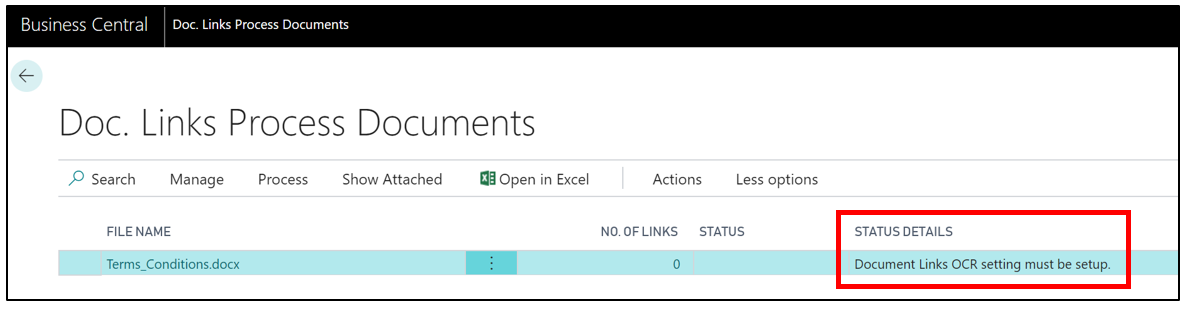 Business Central Doc. Links Process Documents
Doc. Links Process Documents
Search Manage Process Show Attached Open in Excel Actions Less options
FILE NAME NO. OF LINKS STATUS STATUS DETAILS
Terms_Conditions.docx 0 Document Links OCR setting must be setup.